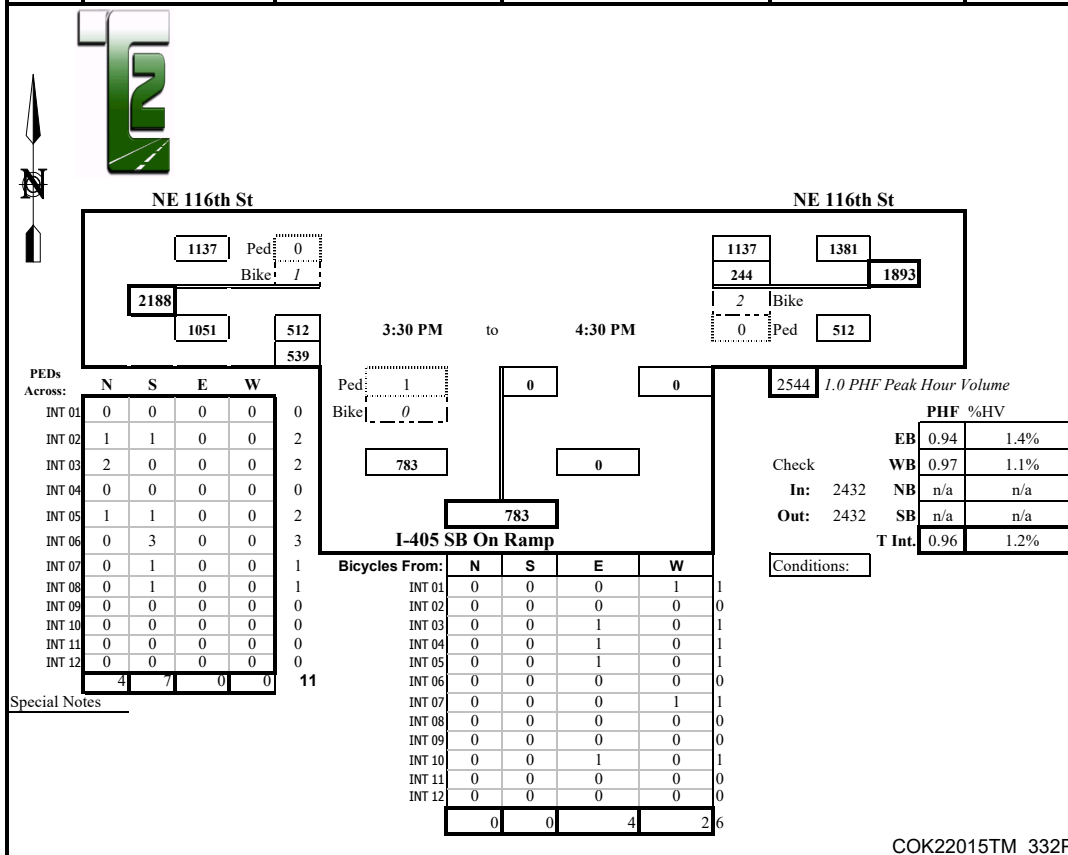 T2
N
NE 116th St NE 116th St
1137 Ped 0 1137 1381
Bike 1 244 1893
2188 2 Bike
1051 512 3:30 PM to 4:30 PM 0 Ped 512
539
PEDs Across: N S E W
Ped 1 0 0 2544 1.0 PHF Peak Hour Volume
Bike 0 PHF %HV
INT 01 0 0 0 0 0
INT 02 1 1 0 0 2
INT 03 2 0 0 0 2
INT 04 0 0 0 0 0
INT 05 1 1 0 0 2
INT 06 0 3 0 0 3
INT 07 0 1 0 0 1
INT 08 0 1 0 0 1
INT 09 0 0 0 0 0
INT 10 0 0 0 0 0
INT 11 0 0 0 0 0
INT 12 0 0 0 0 0
4 7 0 0 11
Special Notes
783 0
783
I-405 SB On Ramp
EB 0.94 1.4%
Check WB 0.97 1.1%
In: 2432 NB n/a n/a
Out: 2432 SB n/a n/a
T Int. 0.96 1.2%
Conditions:
Bicycles From: N S E W
INT 01 0 0 0 1 1
INT 02 0 0 0 0 0
INT 03 0 0 1 0 1
INT 04 0 0 1 0 1
INT 05 0 0 1 0 1
INT 06 0 0 0 0 0
INT 07 0 0 0 1 1
INT 08 0 0 0 0 0
INT 09 0 0 0 0 0
INT 10 0 0 1 0 1
INT 11 0 0 0 0 0
INT 12 0 0 0 0 0
0 0 4 2 6